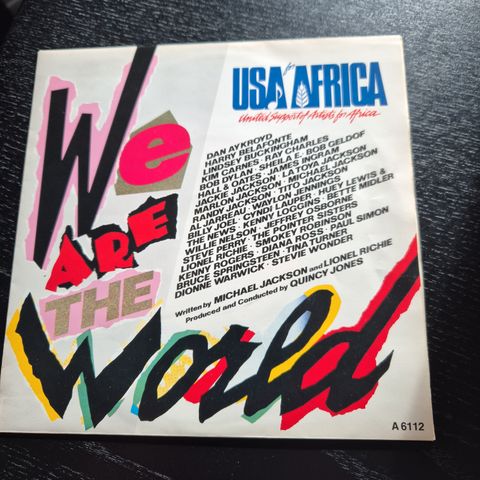 We
ARE
THE
World
for
USA AFRICA
United Support of Artists for Africa
DAN AYKROYD
HARRY BELAFONTE
LINDSEY BUCKINGHAM
KIM CARNES · RAY CHARLES
BOB DYLAN · SHEILA E. · BOB GELDOF
HALL & OATES · JAMES INGRAM
JACKIE JACKSON · LA TOYA JACKSON
MARLON JACKSON · MICHAEL JACKSON
RANDY JACKSON · TITO JACKSON
AL JARREAU · WAYLON JENNINGS
BILLY JOEL · CYNDI LAUPER · HUEY LEWIS &
THE NEWS · KENNY LOGGINS · BETTE MIDLER
WILLIE NELSON · JEFFREY OSBORNE
STEVE PERRY · THE POINTER SISTERS
LIONEL RICHIE · SMOKEY ROBINSON
KENNY ROGERS · DIANA ROSS · PAUL SIMON
BRUCE SPRINGSTEEN · TINA TURNER
DIONNE WARWICK · STEVIE WONDER
Written by MICHAEL JACKSON and LIONEL RICHIE
Produced and Conducted by QUINCY JONES
A 6112